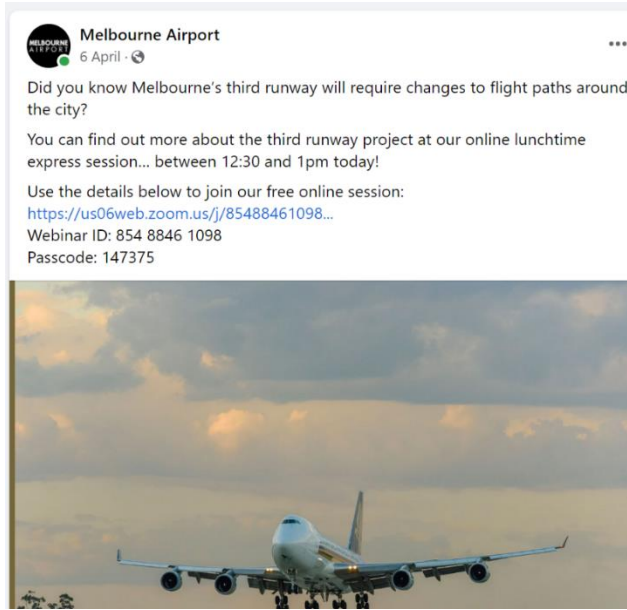 MELBOURNE
AIRPORT
Melbourne Airport
6 April ·
Did you know Melbourne's third runway will require changes to flight paths around
the city?
You can find out more about the third runway project at our online lunchtime
express session... between 12:30 and 1pm today!
Use the details below to join our free online session:
https://us06web.zoom.us/j/85488461098...
Webinar ID: 854 8846 1098
Passcode: 147375